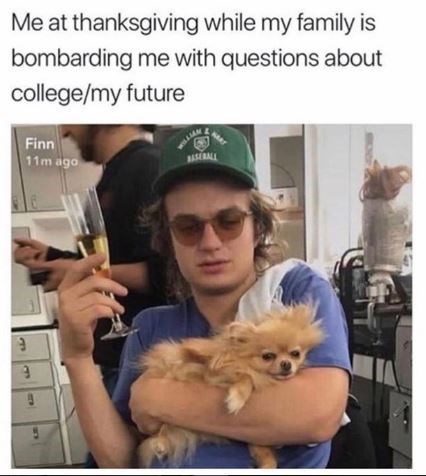 Me at thanksgiving while my family is
bombarding me with questions about
college/my future
Finn
11m ago
WILLIAM & MARY
BASEBALL